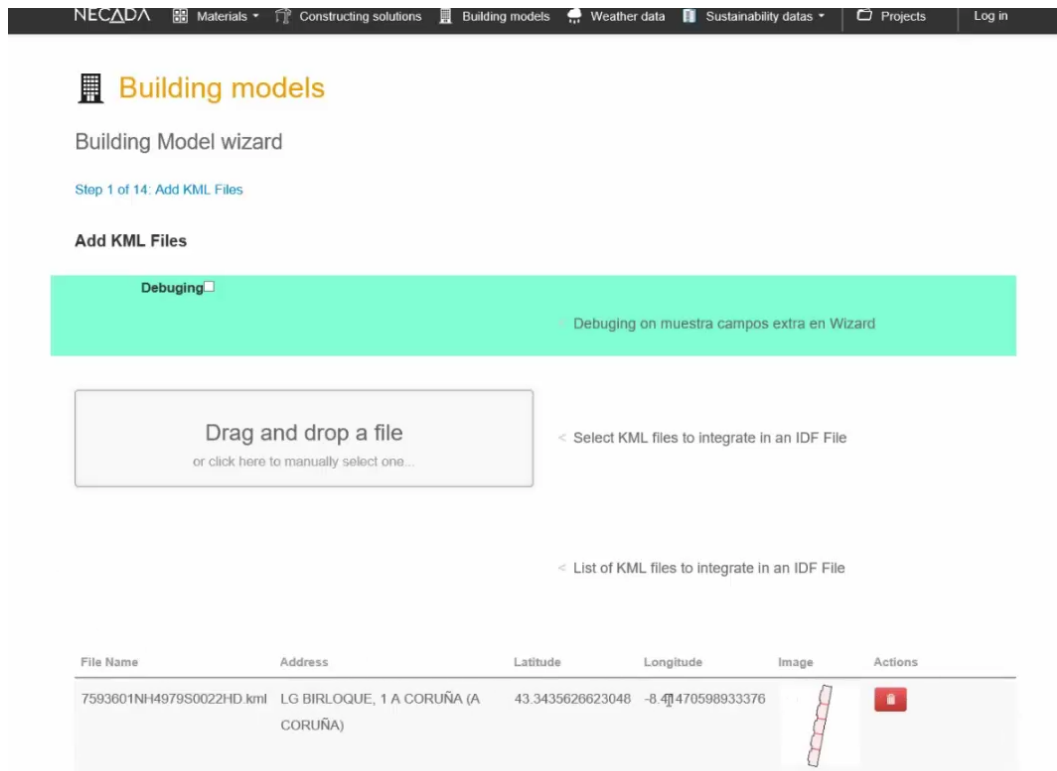 NECADA Materials Constructing solutions Building models Weather data Sustainability datas Projects Log in
Building models
Building Model wizard
Step 1 of 14: Add KML Files
Add KML Files
Debuging
< Debuging on muestra campos extra en Wizard
Drag and drop a file
or click here to manually select one...
< Select KML files to integrate in an IDF File
< List of KML files to integrate in an IDF File
File Name Address Latitude Longitude Image Actions
7593601NH4979S0022HD.kml LG BIRLOQUE, 1 A CORUÑA (A 43.3435626623048
CORUÑA)